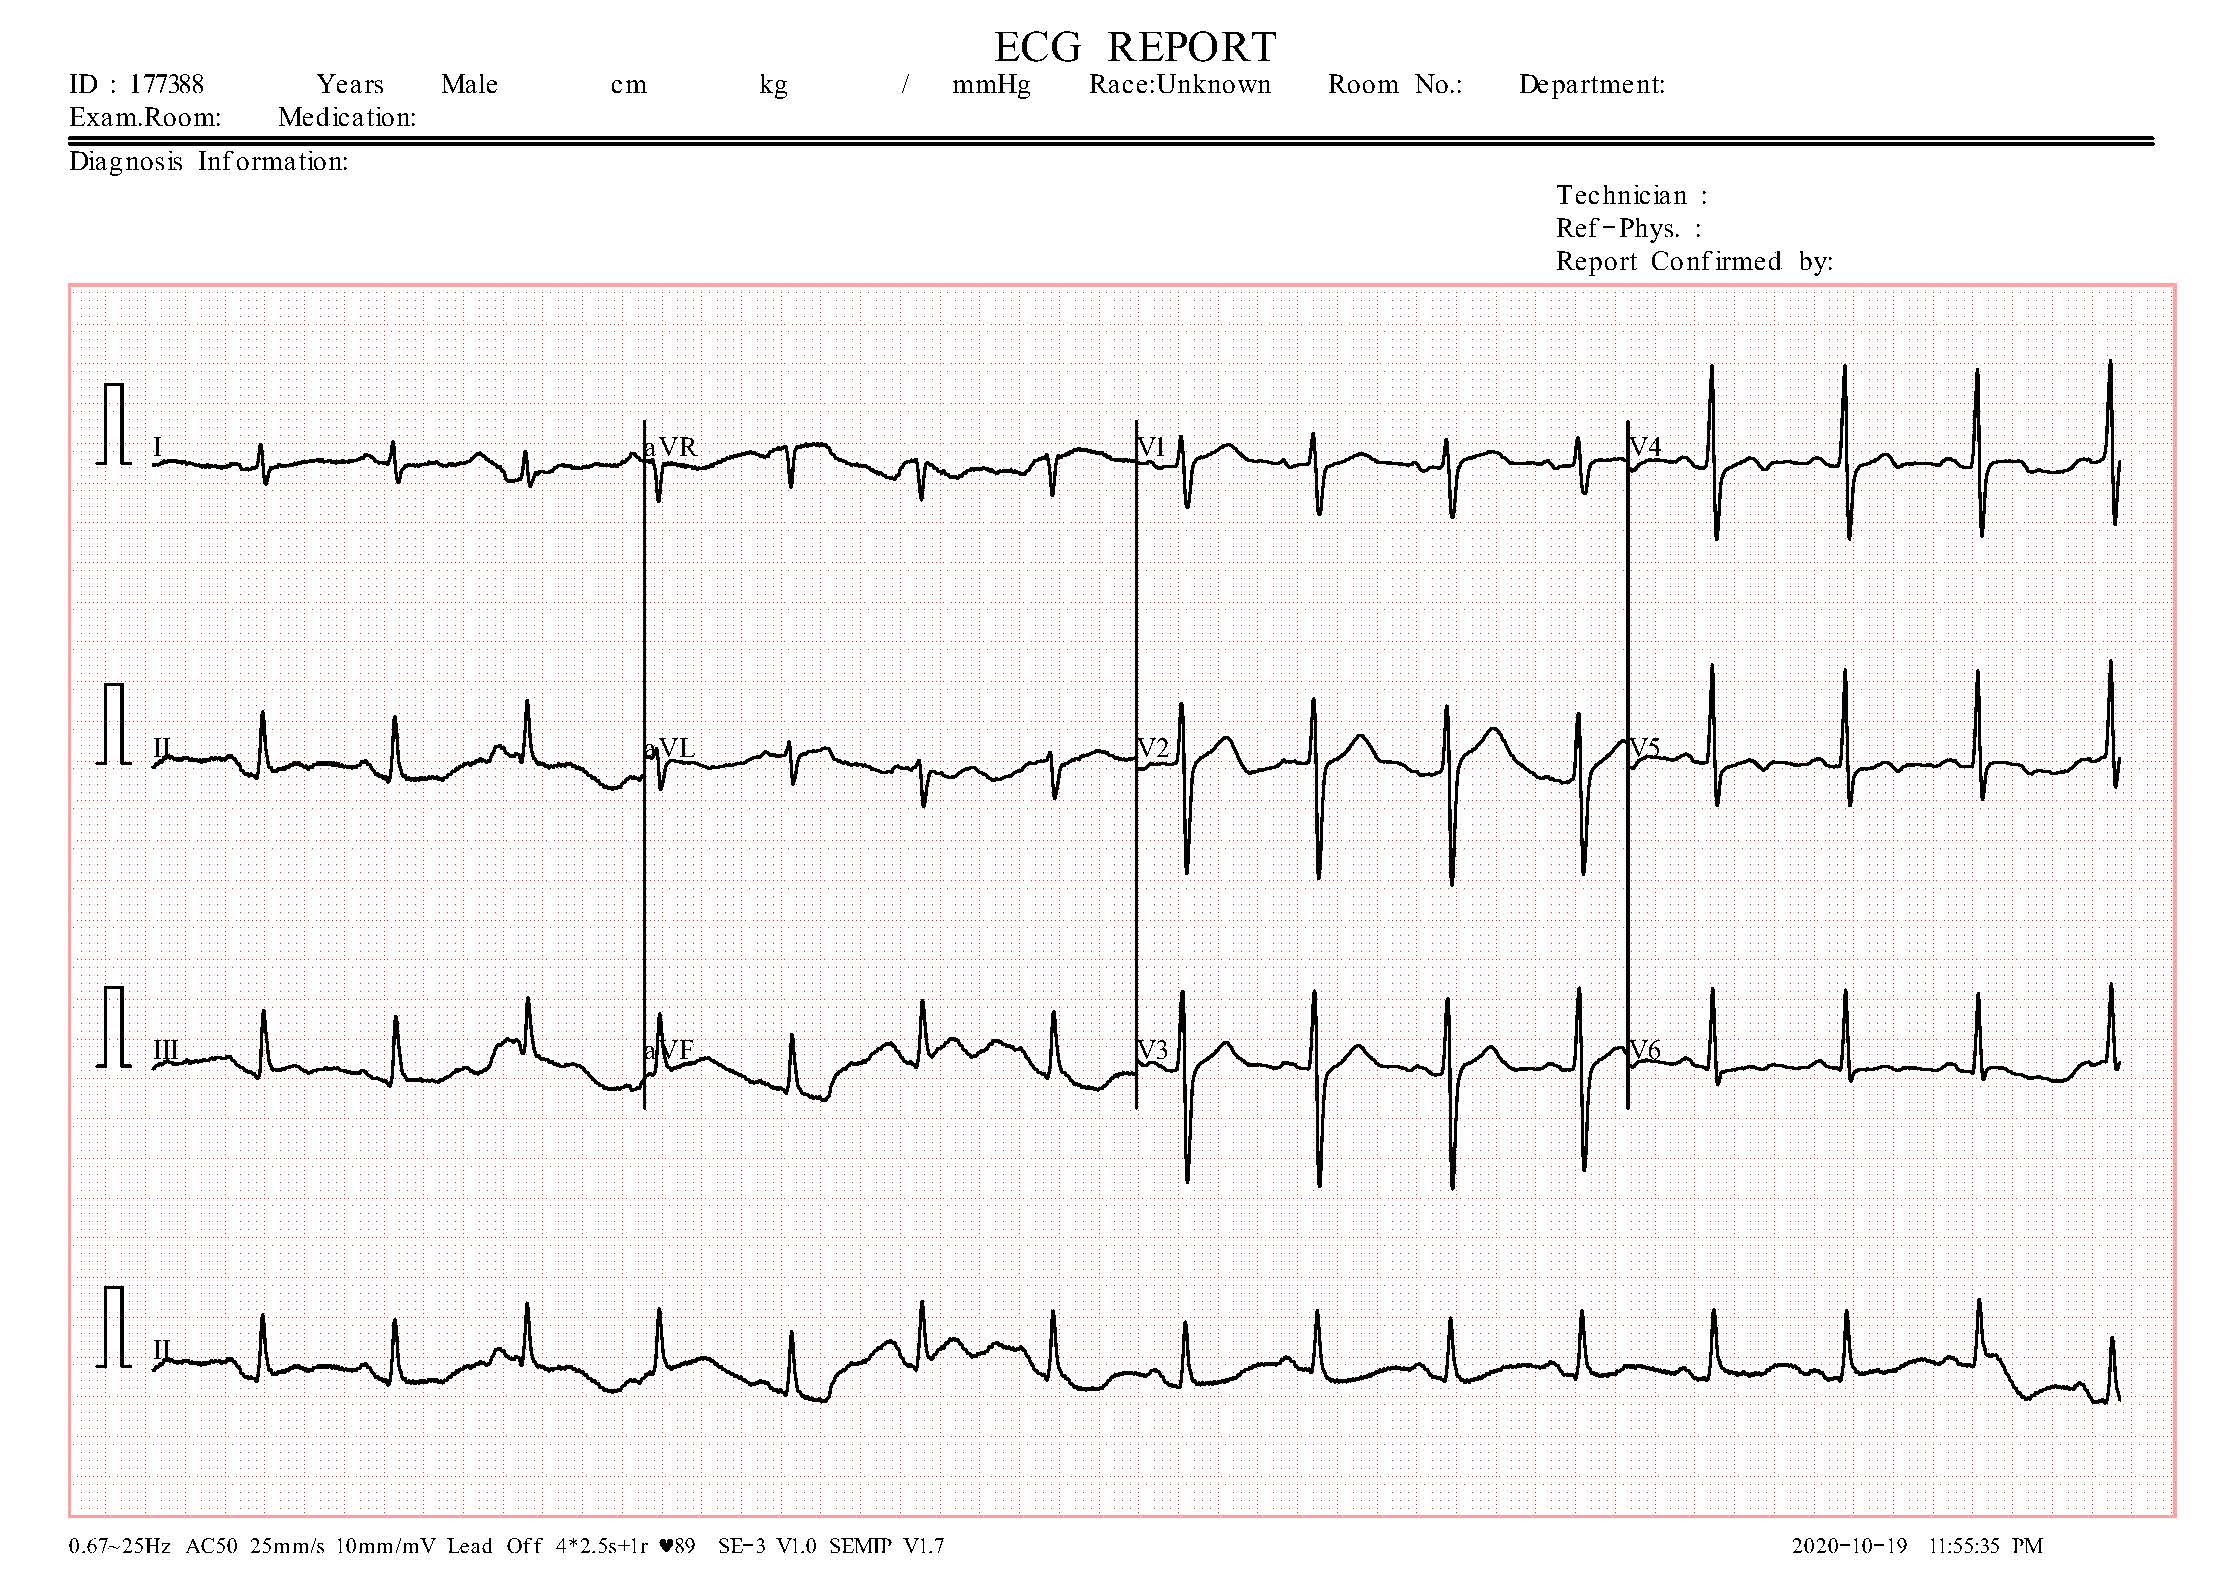 ECG REPORT
ID : 177388 Years Male cm kg / mmHg Race:Unknown Room No.: Department:
Exam.Room: Medication:
Diagnosis Information:
Technician :
Ref-Phys. :
Report Confirmed by:
I aVR V1 V4
II aVL V2 V5
III aVF V3 V6
II
0.67~25Hz AC50 25mm/s 10mm/mV Lead Off 4*2.5s+1r ♥89 SE-3 V1.0 SEMIP V1.7 2020-10-19 11:55:35 PM